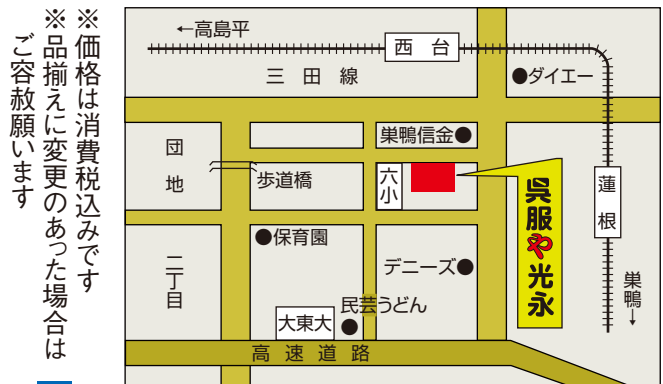 ※価格は消費税込みです
※品揃えに変更のあった場合は
ご容赦願います
←高島平
西台
三田線
●ダイエー
巣鴨信金●
団地
歩道橋
六小
呉服や光永
蓮根
●保育園
デニーズ●
二丁目
巣鴨→
民芸うどん
大東大
高速道路